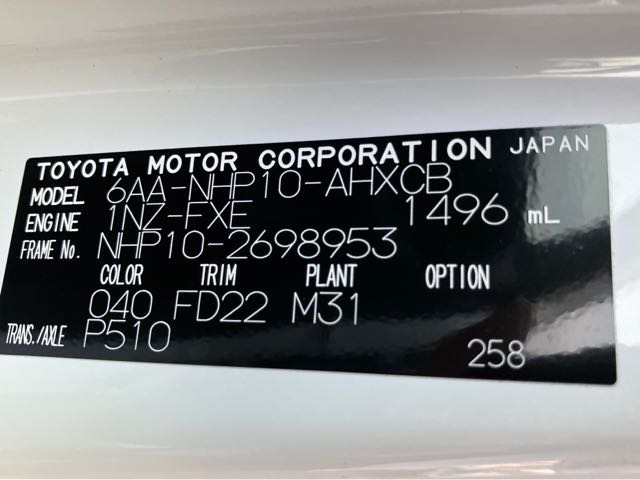 TOYOTA MOTOR CORPORATION JAPAN
MODEL 6AA-NHP10-AHXCB
ENGINE 1NZ-FXE 1496 mL
FRAME No. NHP10-2698953
COLOR TRIM PLANT OPTION
040 FD22 M31
TRANS./AXLE P510
258